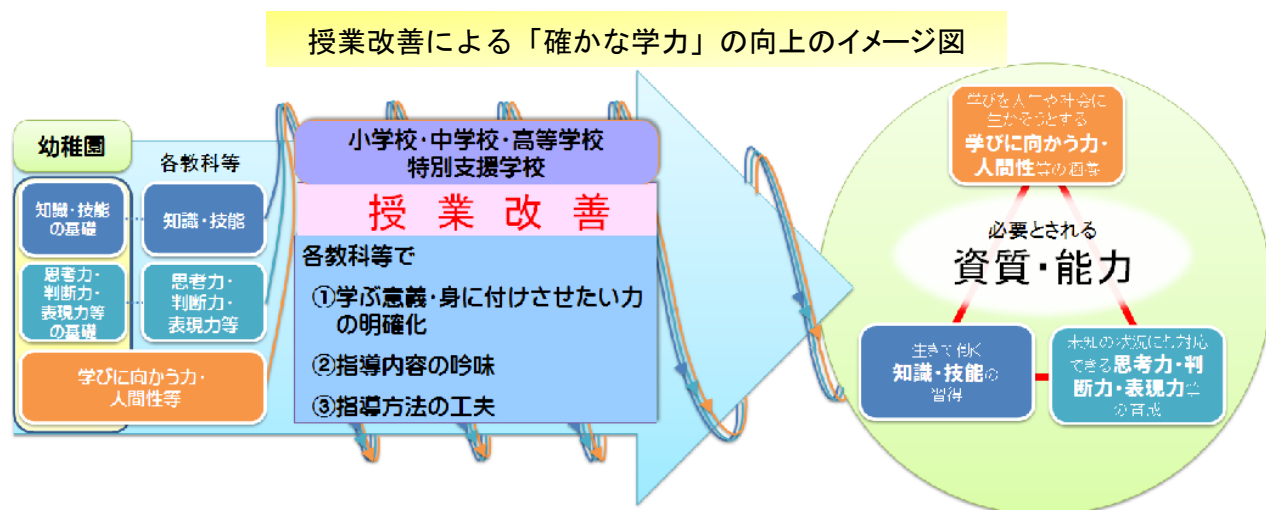 授業改善による「確かな学力」の向上のイメージ図
幼稚園
知識・技能
の基礎
思考力・
判断力・
表現力等
の基礎
各教科等
知識・技能
思考力・
判断力・
表現力等
学びに向かう力・
人間性等
小学校・中学校・高等学校
特別支援学校
授業改善
各教科等で
①学ぶ意義・身に付けさせたい力
の明確化
②指導内容の吟味
③指導方法の工夫
学びを人生や社会に
生かそうとする
学びに向かう力・
人間性等の涵養
必要とされる
資質・能力
生きて働く
知識・技能の
習得
未知の状況にも対応
できる思考力・判
断力・表現力等
の育成